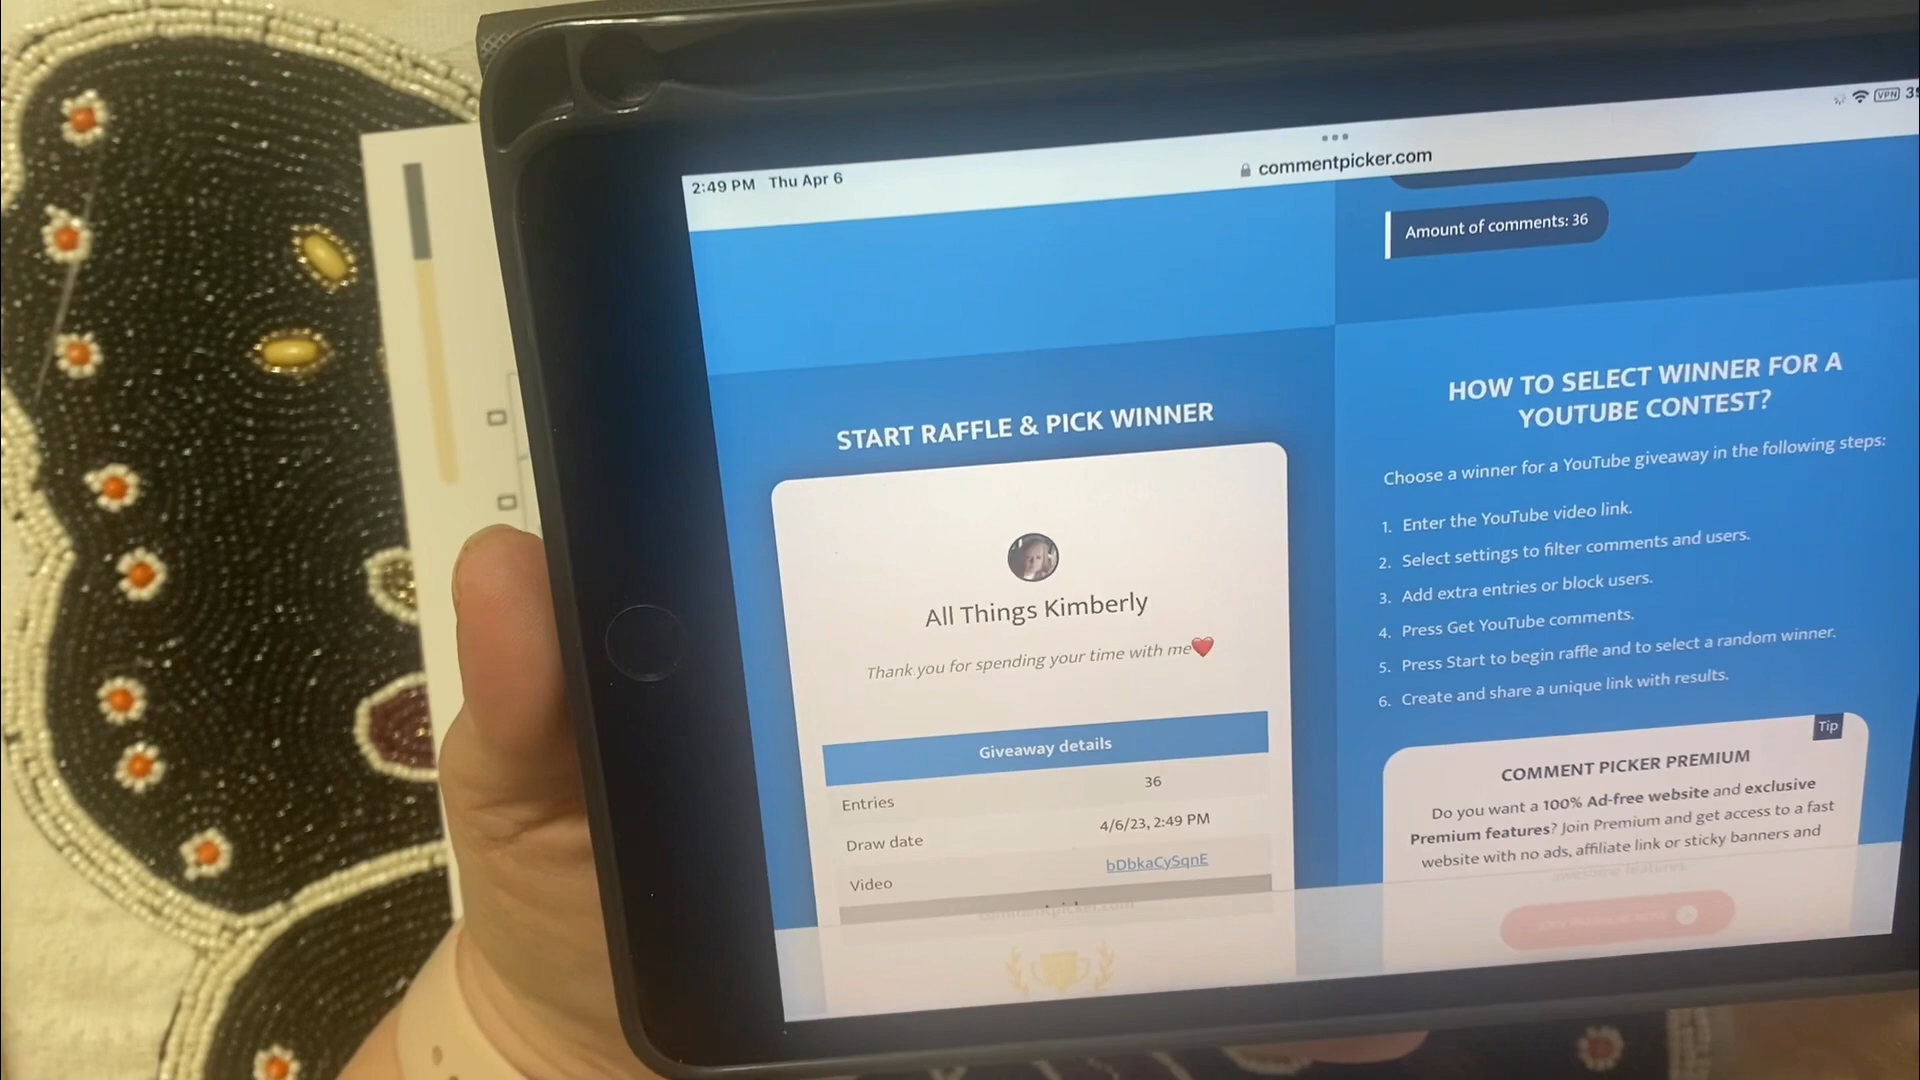 2:49 PM Thu Apr 6
commentpicker.com
VPN
Amount of comments: 36
START RAFFLE & PICK WINNER
All Things Kimberly
Thank you for spending your time with me❤️
Giveaway details
Entries 36
Draw date 4/6/23, 2:49 PM
Video bDbkaCySqnE
commentpicker.com
HOW TO SELECT WINNER FOR A
YOUTUBE CONTEST?
Choose a winner for a YouTube giveaway in the following steps:
1. Enter the YouTube video link.
2. Select settings to filter comments and users.
3. Add extra entries or block users.
4. Press Get YouTube comments.
5. Press Start to begin raffle and to select a random winner.
6. Create and share a unique link with results.
Tip
COMMENT PICKER PREMIUM
Do you want a 100% Ad-free website and exclusive
Premium features? Join Premium and get access to a fast
website with no ads, affiliate link or sticky banners and
awesome features.